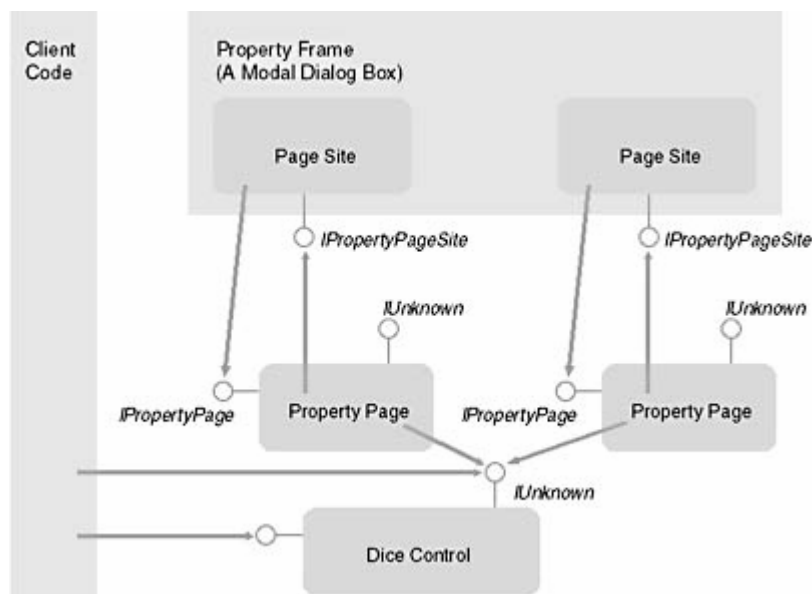 Client
Code
Property Frame
(A Modal Dialog Box)
Page Site
Page Site
IPropertyPageSite
IPropertyPageSite
IUnknown
IUnknown
IPropertyPage
Property Page
IPropertyPage
Property Page
IUnknown
Dice Control